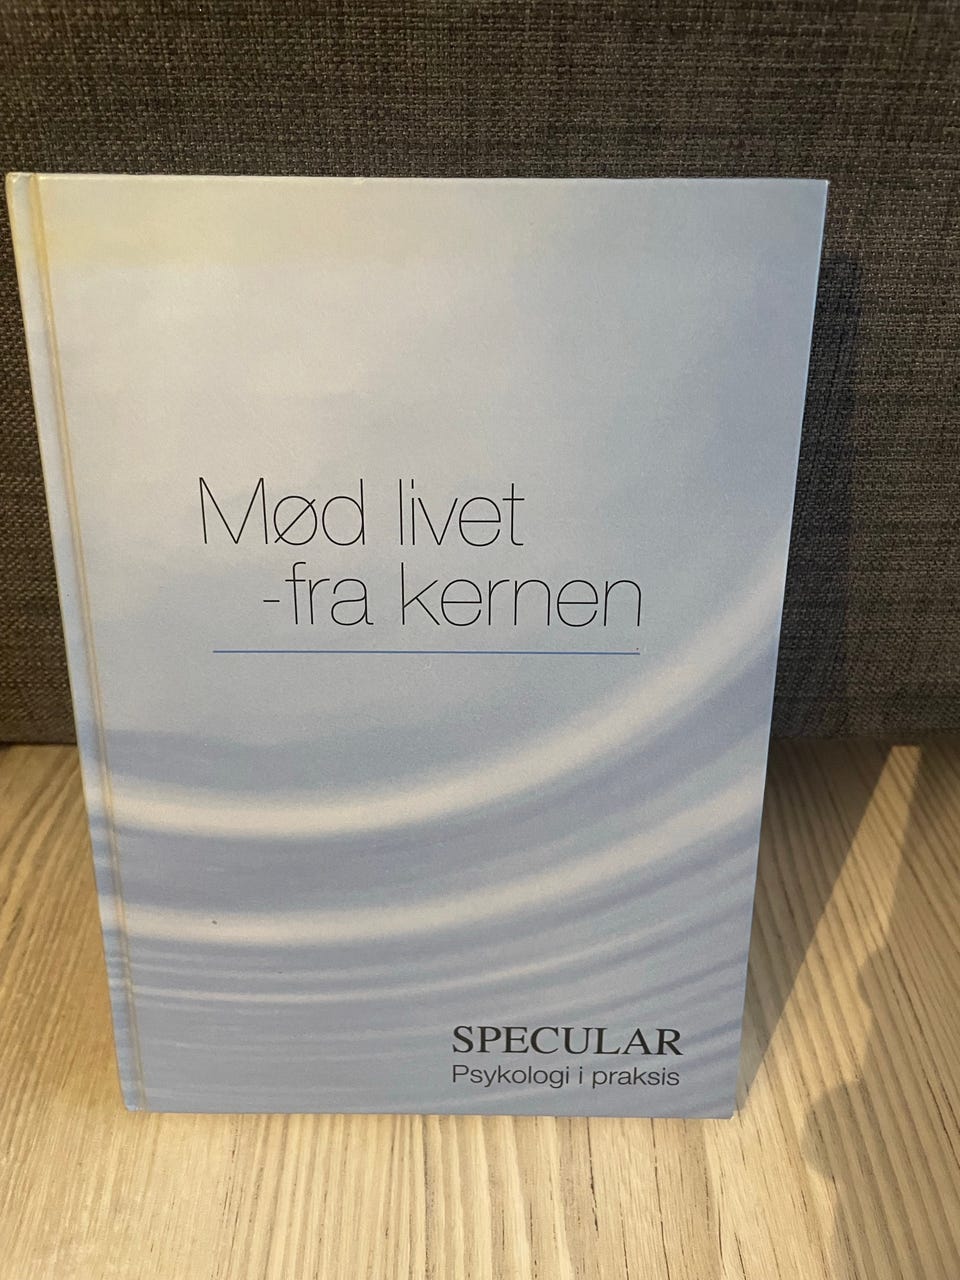 Mød livet
-fra kernen
SPECULAR
Psykologi i praksis